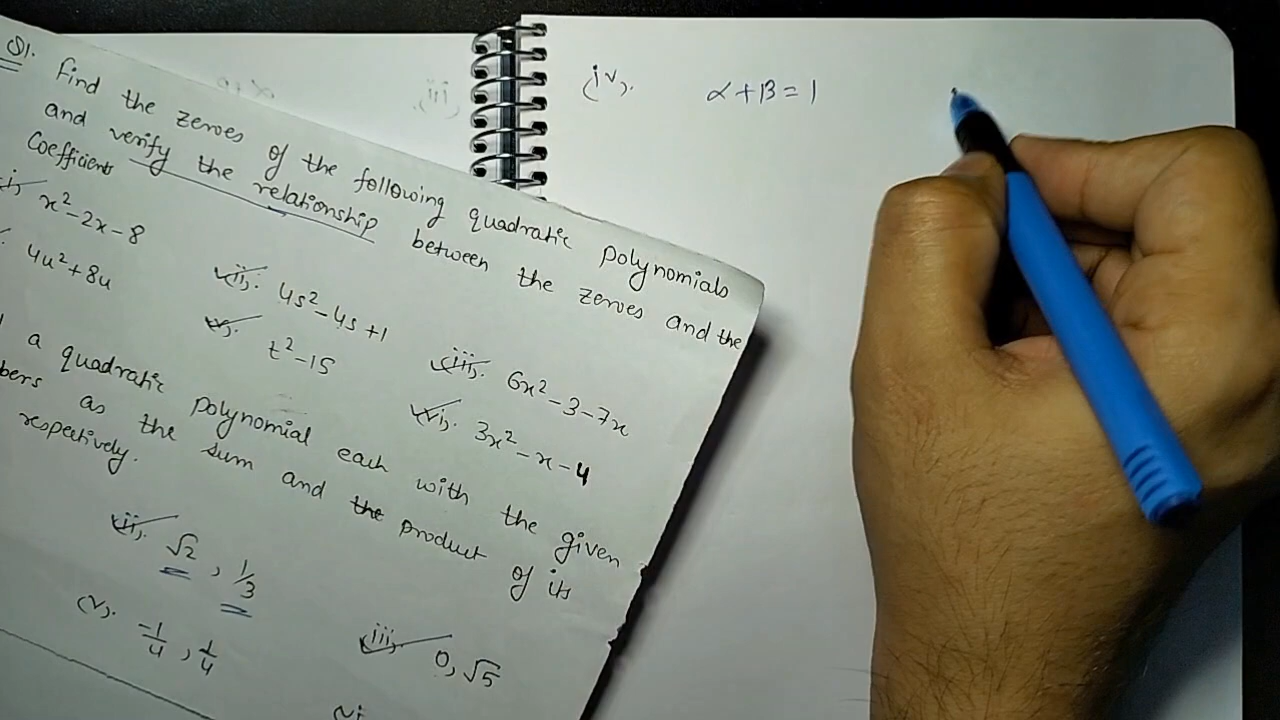 Q1. Find the zeroes of the following quadratic polynomials
and verify the relationship between the zeroes and the
Coefficients
i). x²-2x-8
ii). 4s²-4s+1
iii). 6x²-3-7x
4u²+8u
v). t²-15
vi). 3x²-x-4
a quadratic polynomial each with the given
bers as the sum and the product of its
respectively.
ii). √2, 1/3
iii). 0, √5
(v). -1/4, 1/4
vi
(iv). α+β=1
iii).